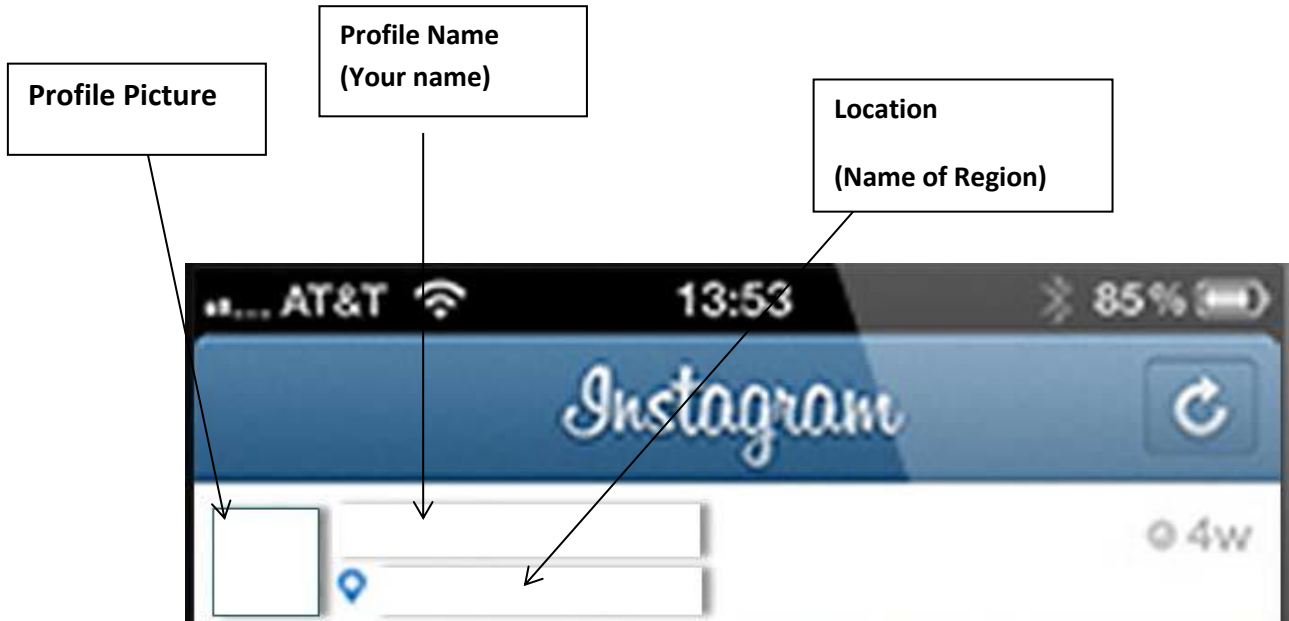 Profile Name
(Your name)
Profile Picture
Location
(Name of Region)
AT&T 13:53 85%
Instagram
4w